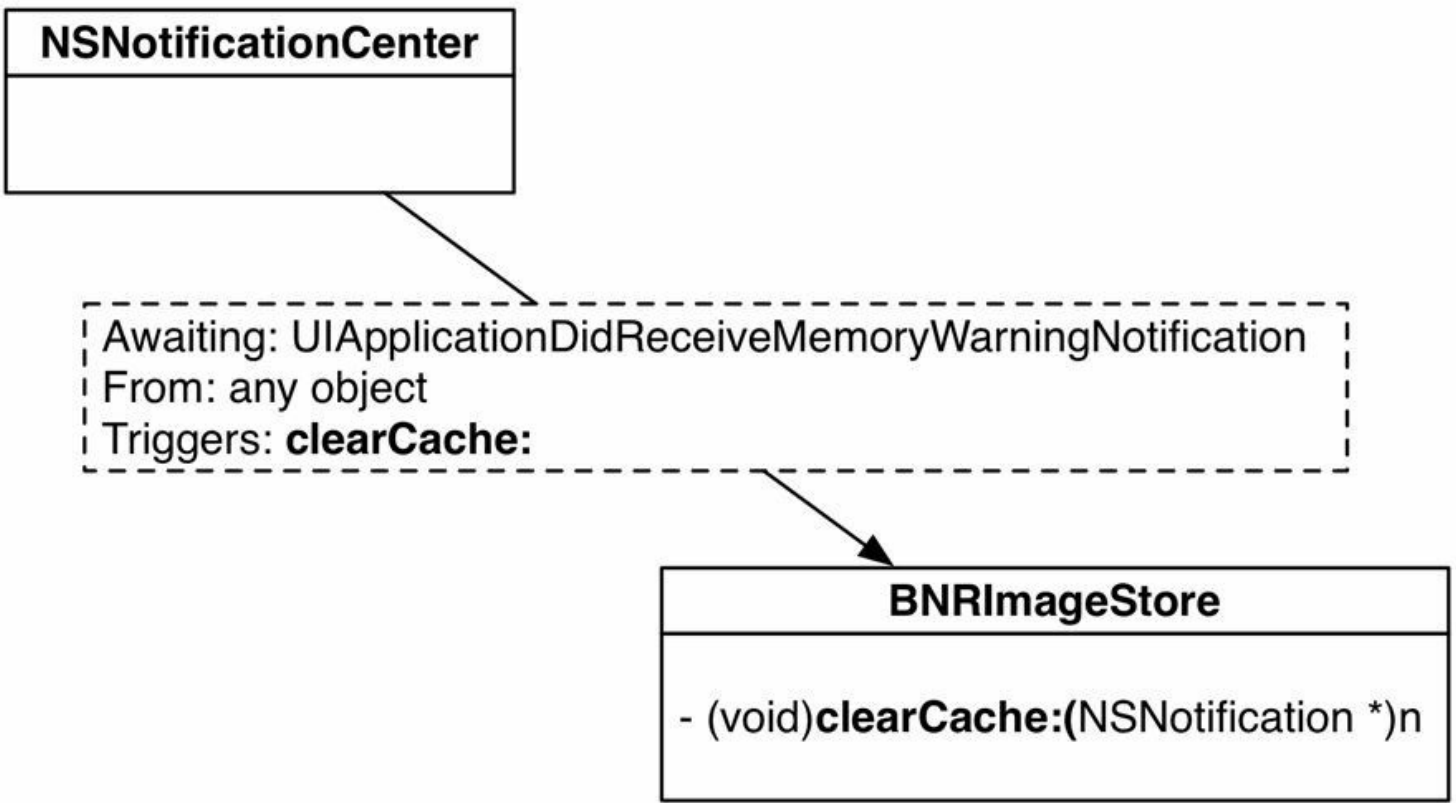 NSNotificationCenter
Awaiting: UIApplicationDidReceiveMemoryWarningNotification
From: any object
Triggers: clearCache:
BNRImageStore
- (void)clearCache:(NSNotification *)n